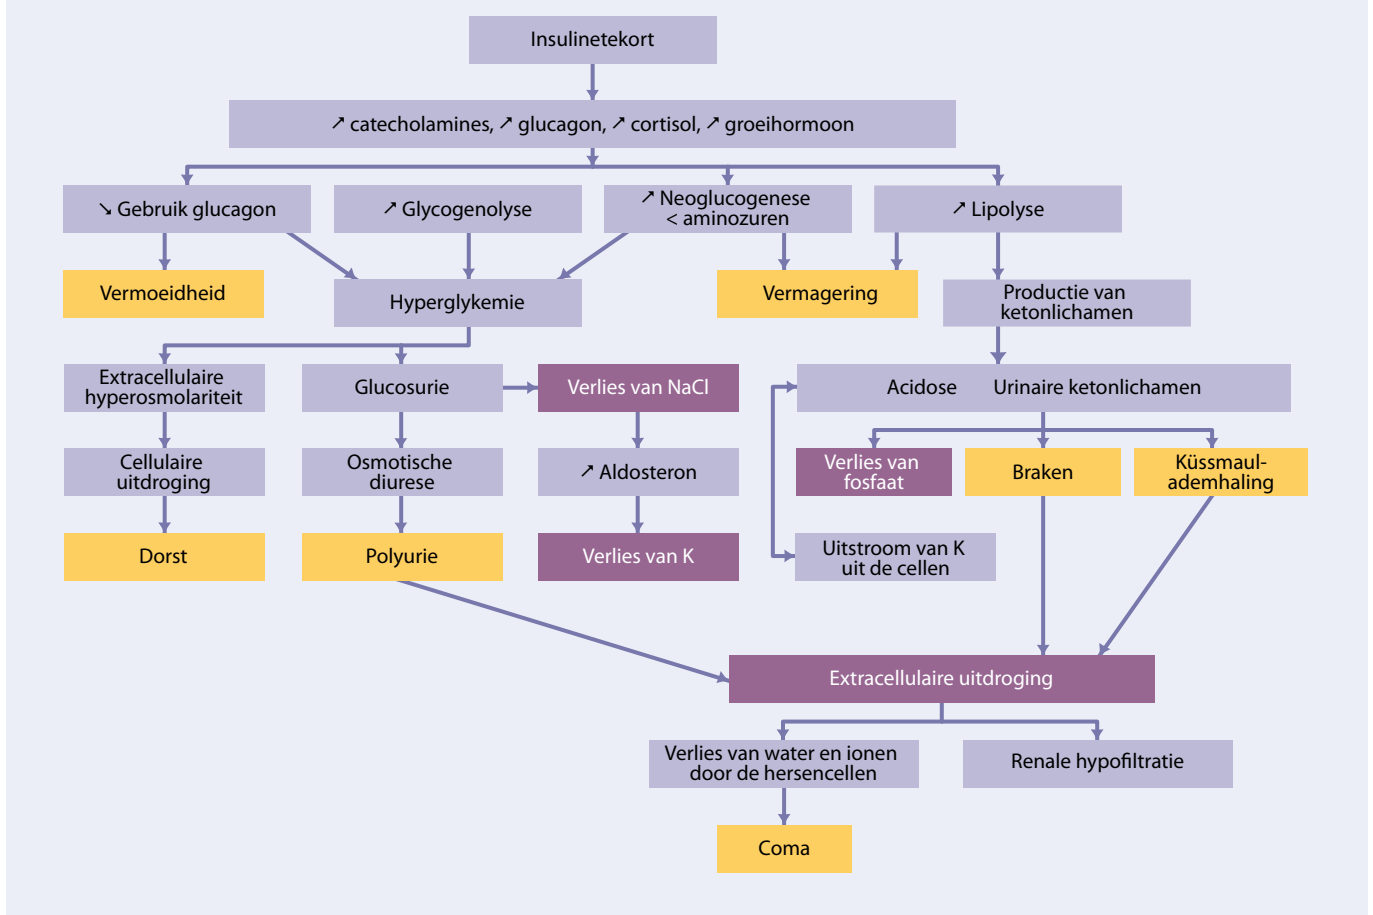 Insulinetekort
↗ catecholamines, ↗ glucagon, ↗ cortisol, ↗ groeihormoon
↘ Gebruik glucagon
↗ Glycogenolyse
↗ Neoglucogenese
< aminozuren
↗ Lipolyse
Vermoeidheid
Hyperglykemie
Vermagering
Productie van
ketonlichamen
Extracellulaire
hyperosmolariteit
Glucosurie
Verlies van NaCl
Acidose Urinaire ketonlichamen
Cellulaire
uitdroging
Osmotische
diurese
↗ Aldosteron
Verlies van
fosfaat
Braken
Küssmaul-
ademhaling
Dorst
Polyurie
Verlies van K
Uitstroom van K
uit de cellen
Extracellulaire uitdroging
Verlies van water en ionen
door de hersencellen
Renale hypofiltratie
Coma